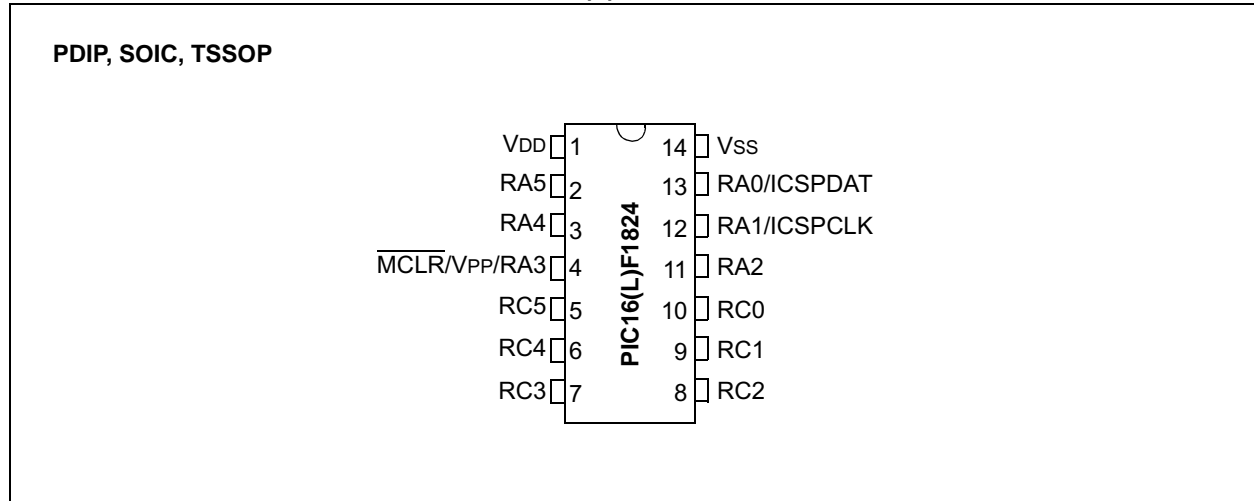 PDIP, SOIC, TSSOP
VDD 1 14 VSS
RA5 2 13 RA0/ICSPDAT
RA4 3 12 RA1/ICSPCLK
MCLR/VPP/RA3 4 11 RA2
RC5 5 10 RC0
RC4 6 9 RC1
RC3 7 8 RC2
PIC16(L)F1824